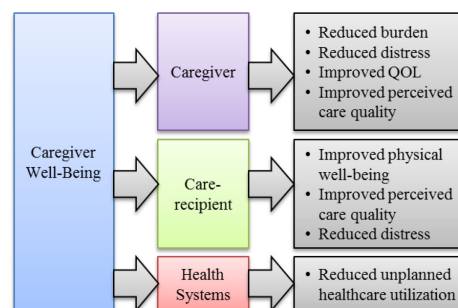 Caregiver
Well-Being
Caregiver
• Reduced burden
• Reduced distress
• Improved QOL
• Improved perceived
care quality
Care-
recipient
• Improved physical
well-being
• Improved perceived
care quality
• Reduced distress
Health
Systems
• Reduced unplanned
healthcare utilization